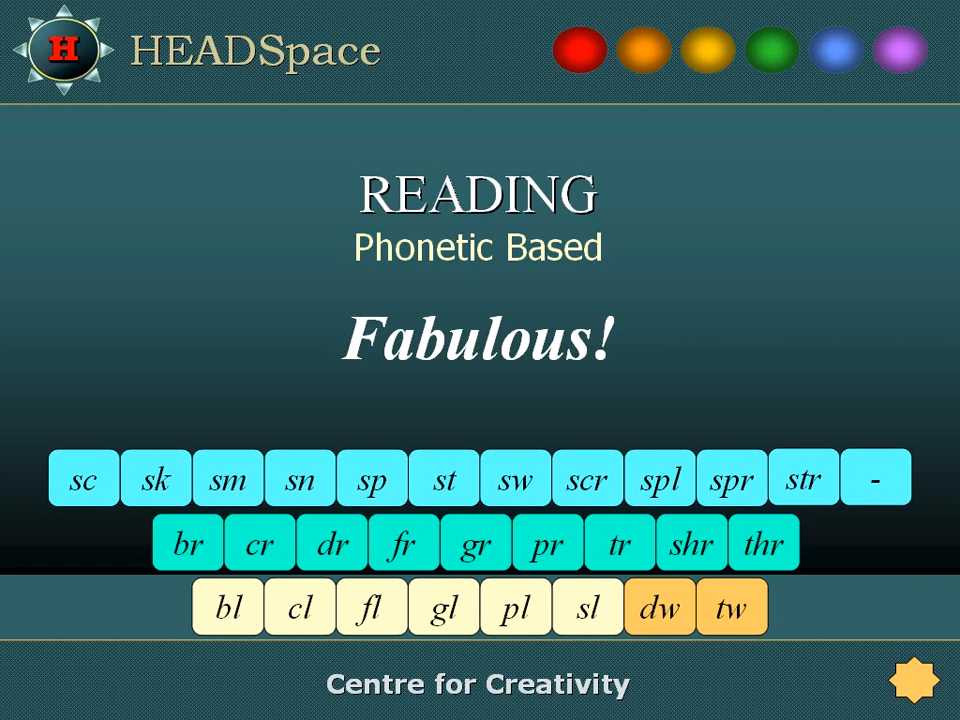 H HEADSpace
READING
Phonetic Based
Fabulous!
sc sk sm sn sp st sw scr spl spr str -
br cr dr fr gr pr tr shr thr
bl cl fl gl pl sl dw tw
Centre for Creativity